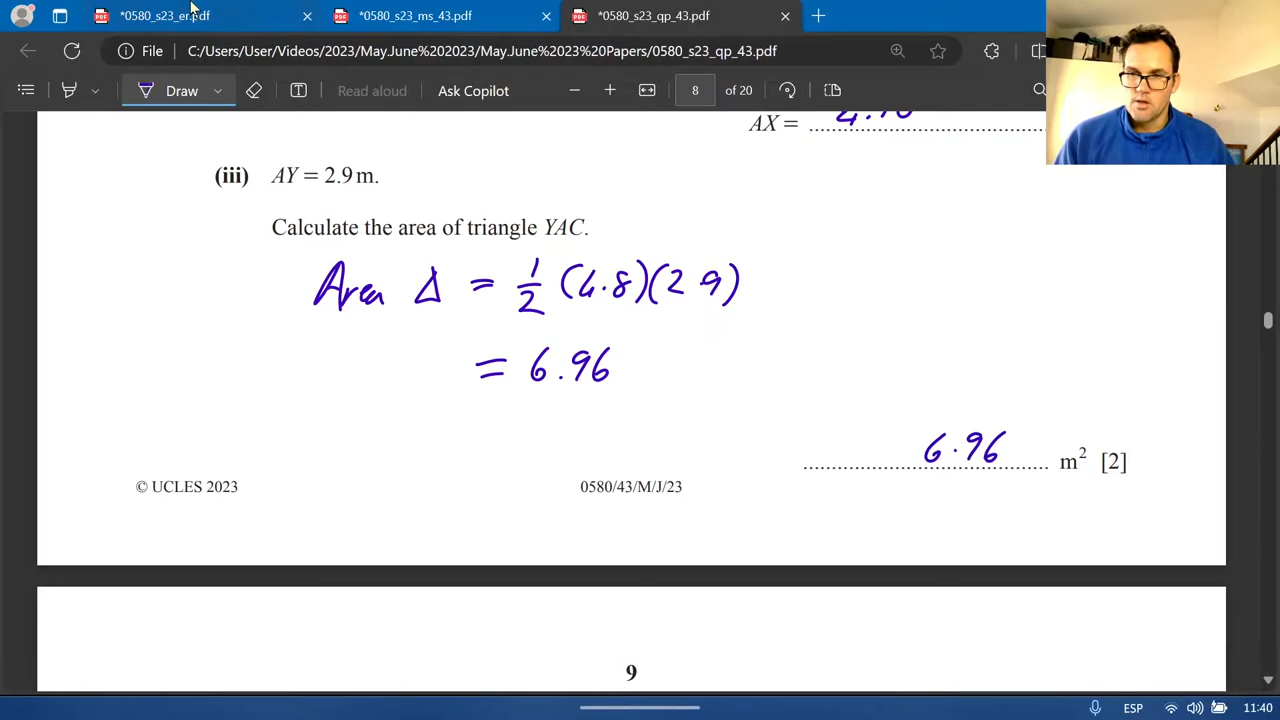 *0580_s23_er.pdf
*0580_s23_ms_43.pdf
*0580_s23_qp_43.pdf
File
C:/Users/User/Videos/2023/May.June%202023/May.June%2023%20Papers/0580_s23_qp_43.pdf
Draw
Read aloud
Ask Copilot
8
of 20
AX =
(iii) AY = 2.9 m.
Calculate the area of triangle YAC.
Area Δ = 1/2 (4.8)(2 9)
= 6.96
6.96
m² [2]
© UCLES 2023
0580/43/M/J/23
9
ESP
11:40